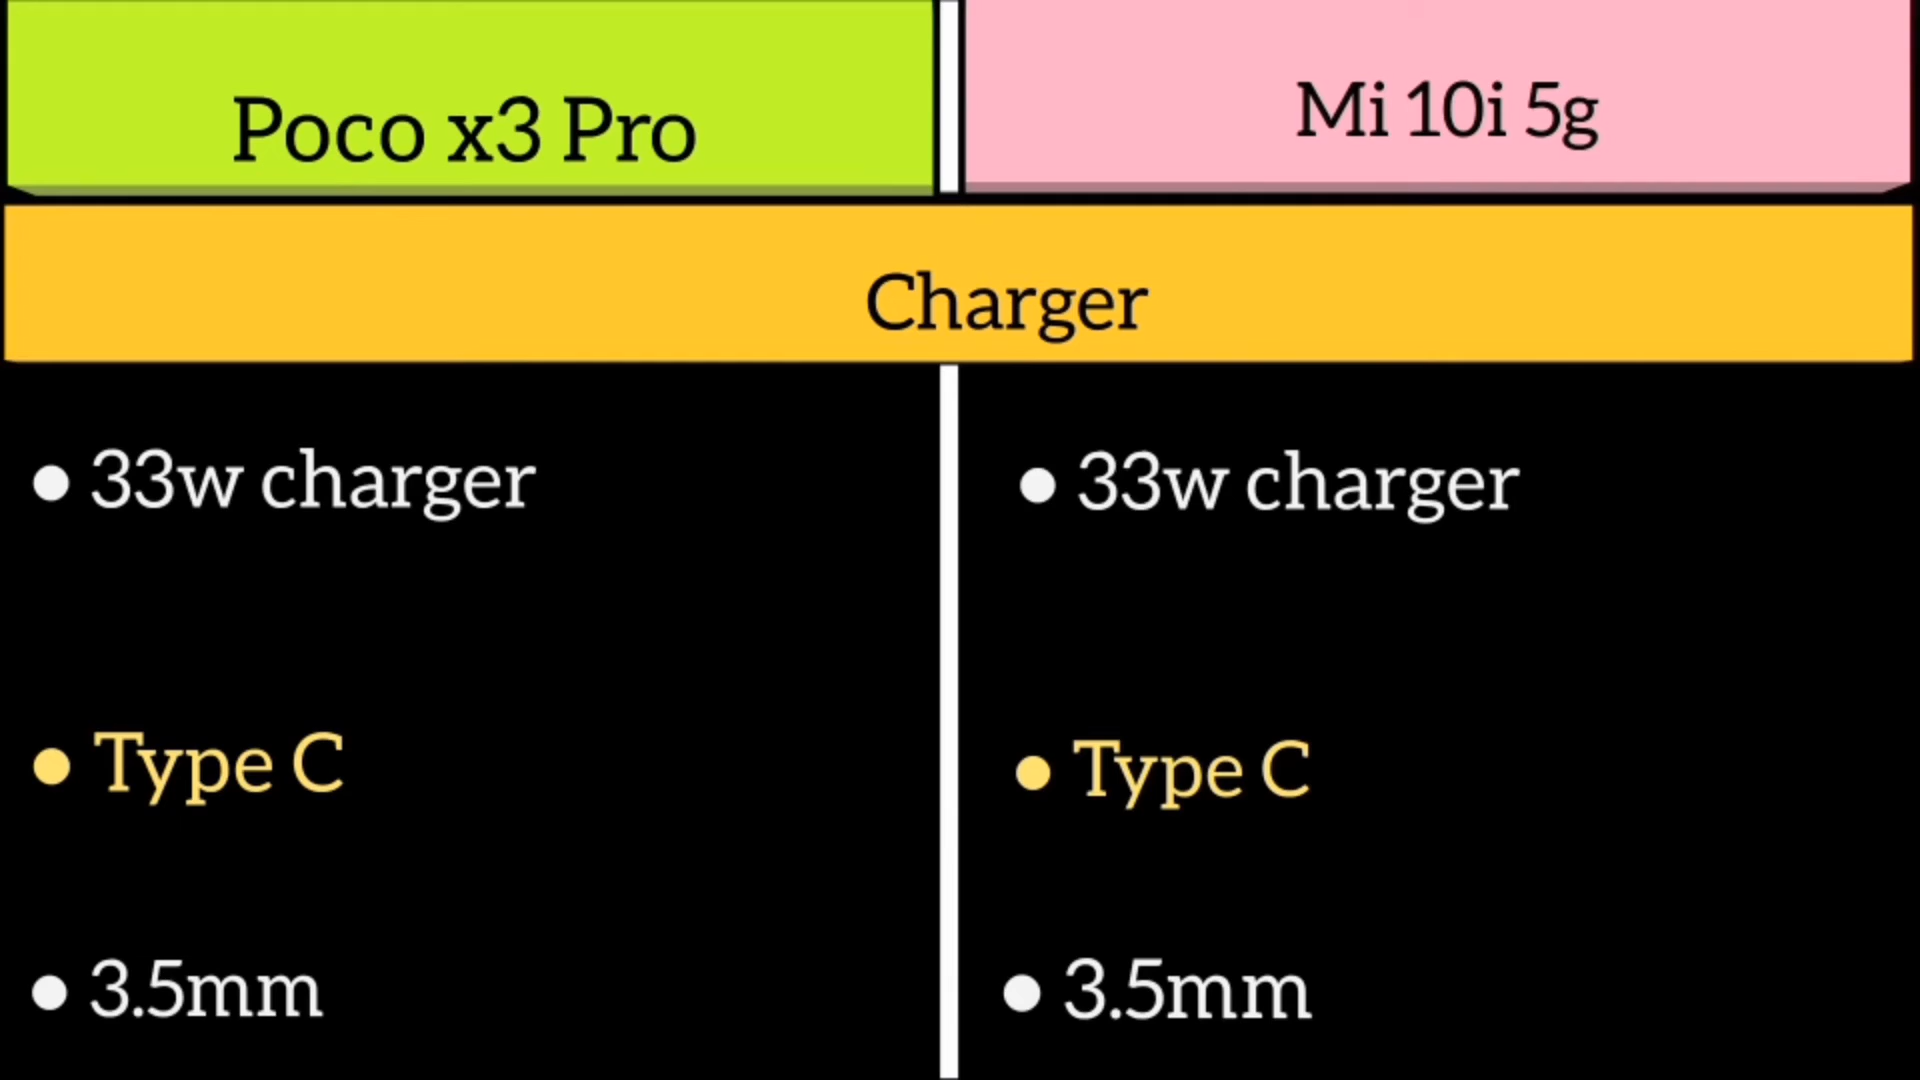 Poco x3 Pro
Mi 10i 5g
Charger
33w charger
33w charger
Type C
Type C
3.5mm
3.5mm